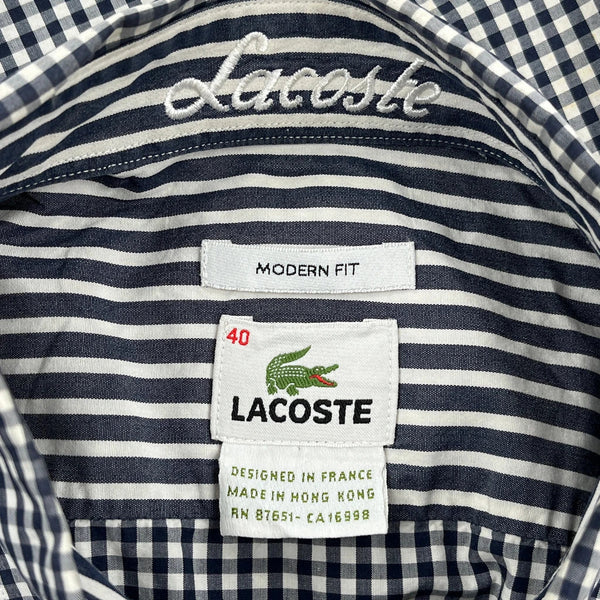 Lacoste
MODERN FIT
40
LACOSTE
DESIGNED IN FRANCE
MADE IN HONG KONG
RN 87651-CA16998